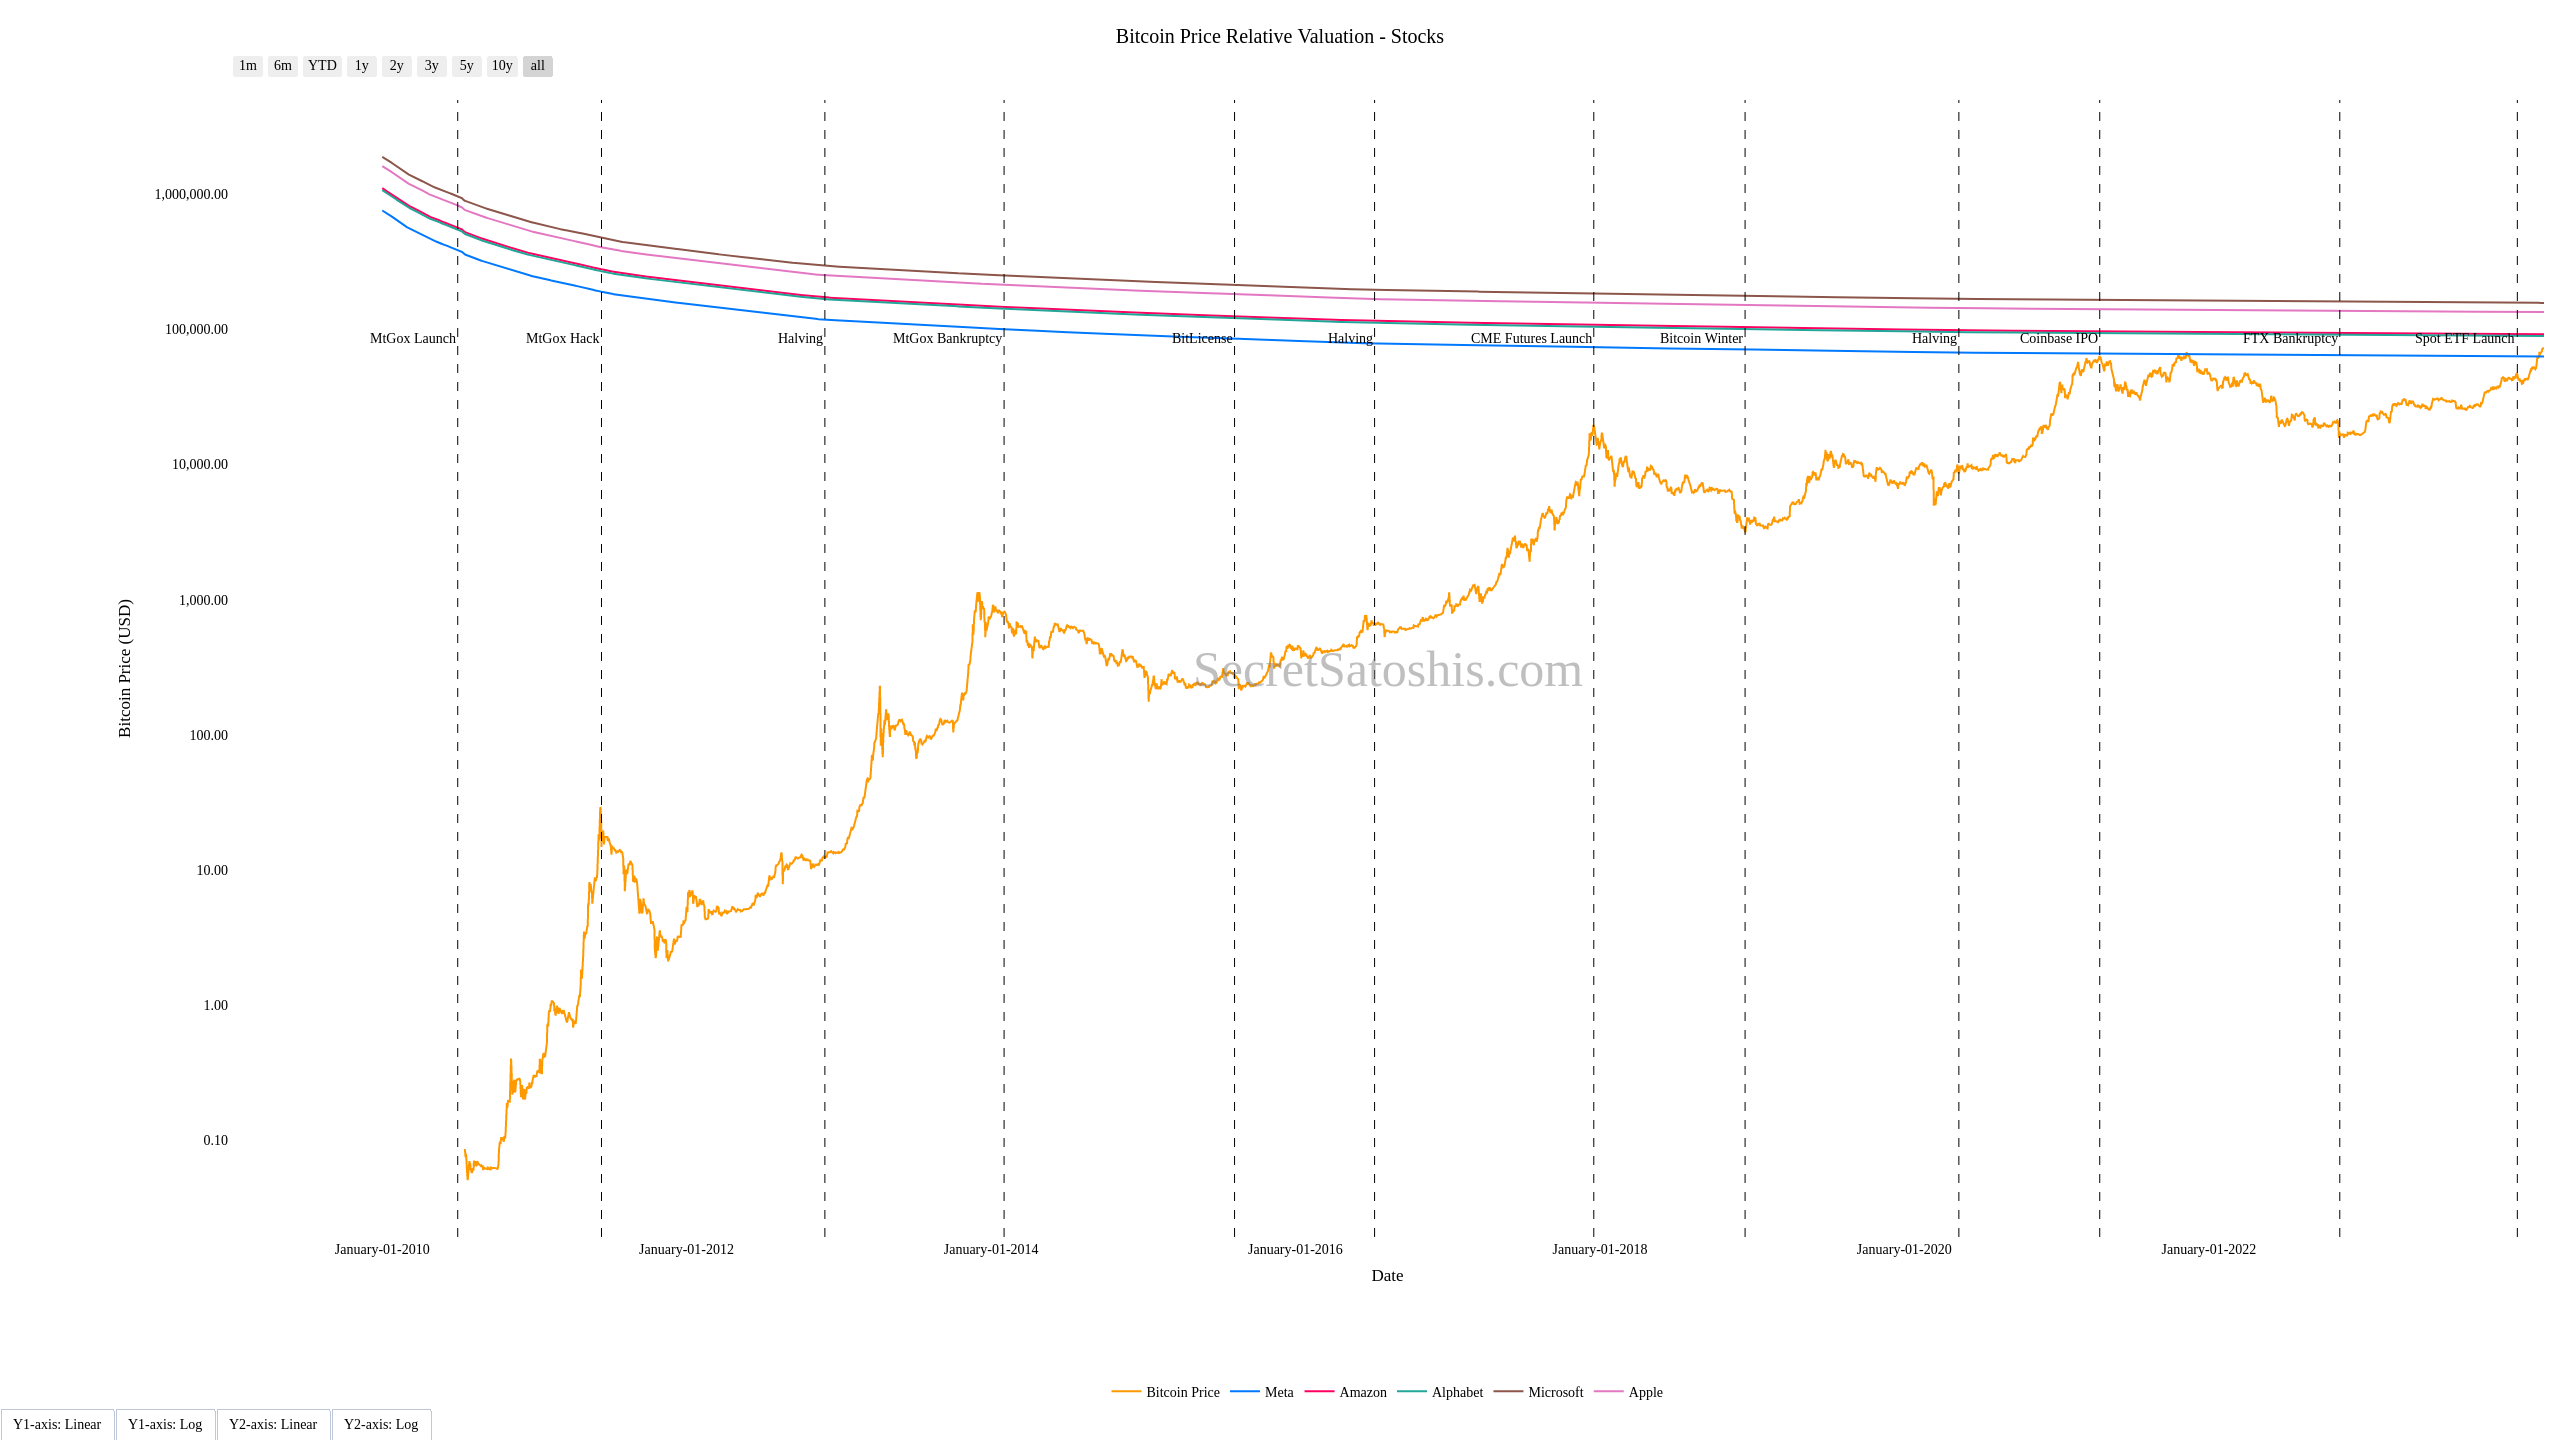 Bitcoin Price Relative Valuation - Stocks
1m 6m YTD 1y 2y 3y 5y 10y all
1,000,000.00
100,000.00
MtGox Launch MtGox Hack Halving MtGox Bankruptcy BitLicense Halving CME Futures Launch Bitcoin Winter Halving Coinbase IPO FTX Bankruptcy Spot ETF Launch
10,000.00
1,000.00
Bitcoin Price (USD)
SecretSatoshis.com
100.00
10.00
1.00
0.10
January-01-2010 January-01-2012 January-01-2014 January-01-2016 January-01-2018 January-01-2020 January-01-2022
Date
Bitcoin Price Meta Amazon Alphabet Microsoft Apple
Y1-axis: Linear Y1-axis: Log Y2-axis: Linear Y2-axis: Log